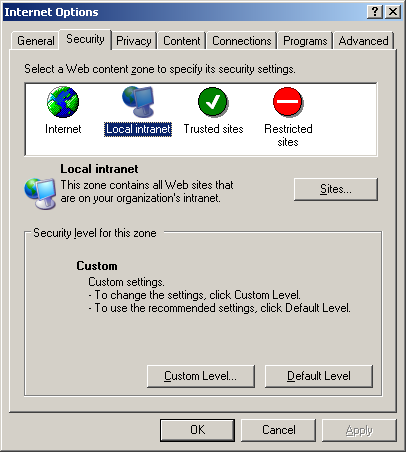 Internet Options
General Security Privacy Content Connections Programs Advanced
Select a Web content zone to specify its security settings.
Internet Local intranet Trusted sites Restricted sites
Local intranet
This zone contains all Web sites that
are on your organization's intranet.
Sites...
Security level for this zone
Custom
Custom settings.
- To change the settings, click Custom Level.
- To use the recommended settings, click Default Level.
Custom Level... Default Level
OK Cancel Apply